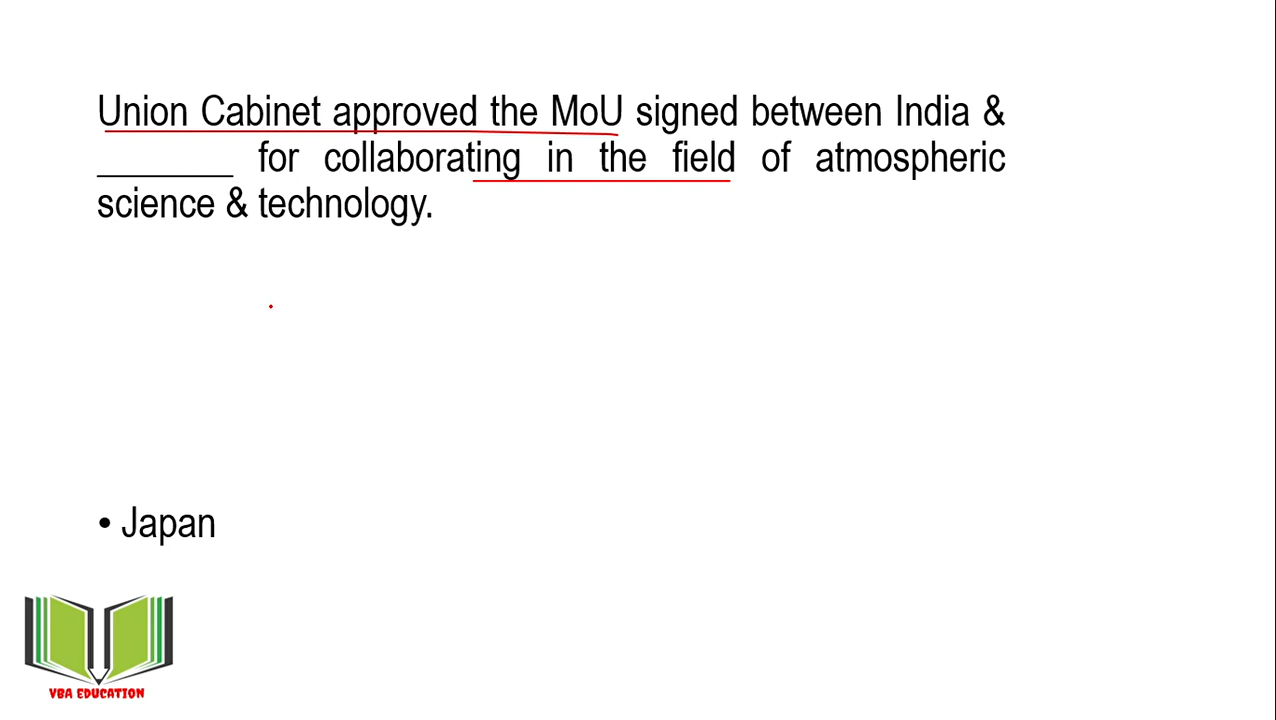 Union Cabinet approved the MoU signed between India &
_______ for collaborating in the field of atmospheric
science & technology.
• Japan
VBA EDUCATION